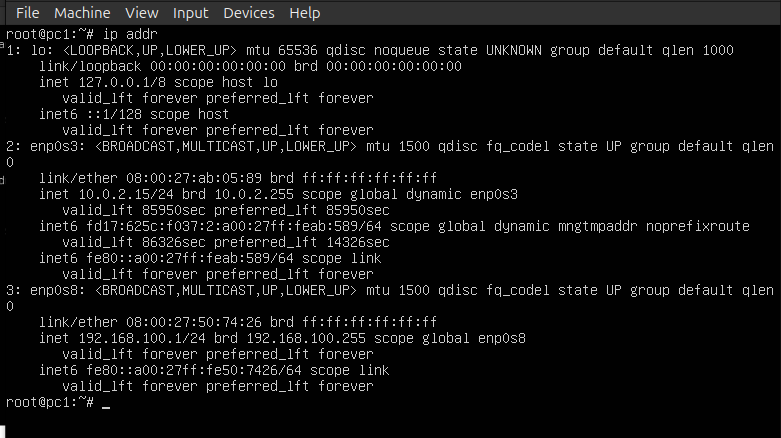 File Machine View Input Devices Help
root@pc1:~# ip addr
1: lo: <LOOPBACK,UP,LOWER_UP> mtu 65536 qdisc noqueue state UNKNOWN group default qlen 1000
link/loopback 00:00:00:00:00:00 brd 00:00:00:00:00:00
inet 127.0.0.1/8 scope host lo
valid_lft forever preferred_lft forever
inet6 ::1/128 scope host
valid_lft forever preferred_lft forever
2: enp0s3: <BROADCAST,MULTICAST,UP,LOWER_UP> mtu 1500 qdisc fq_codel state UP group default qlen
0
link/ether 08:00:27:ab:05:89 brd ff:ff:ff:ff:ff:ff
inet 10.0.2.15/24 brd 10.0.2.255 scope global dynamic enp0s3
valid_lft 85950sec preferred_lft 85950sec
inet6 fd17:625c:f037:2:a00:27ff:feab:589/64 scope global dynamic mngtmpaddr noprefixroute
valid_lft 86326sec preferred_lft 14326sec
inet6 fe80::a00:27ff:feab:589/64 scope link
valid_lft forever preferred_lft forever
3: enp0s8: <BROADCAST,MULTICAST,UP,LOWER_UP> mtu 1500 qdisc fq_codel state UP group default qlen
0
link/ether 08:00:27:50:74:26 brd ff:ff:ff:ff:ff:ff
inet 192.168.100.1/24 brd 192.168.100.255 scope global enp0s8
valid_lft forever preferred_lft forever
inet6 fe80::a00:27ff:fe50:7426/64 scope link
valid_lft forever preferred_lft forever
root@pc1:~# _